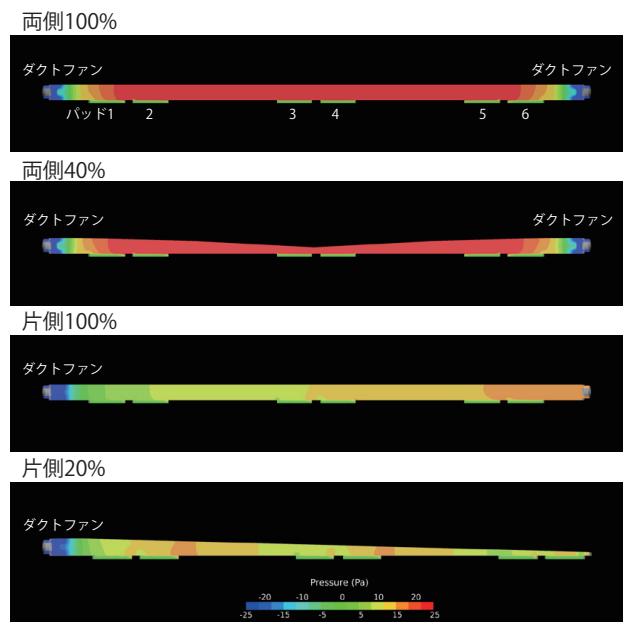 両側100%
ダクトファン ダクトファン
パッド1 2 3 4 5 6
両側40%
ダクトファン ダクトファン
片側100%
ダクトファン
片側20%
ダクトファン
Pressure (Pa)
-20 -10 0 10 20
-25 -15 -5 5 15 25